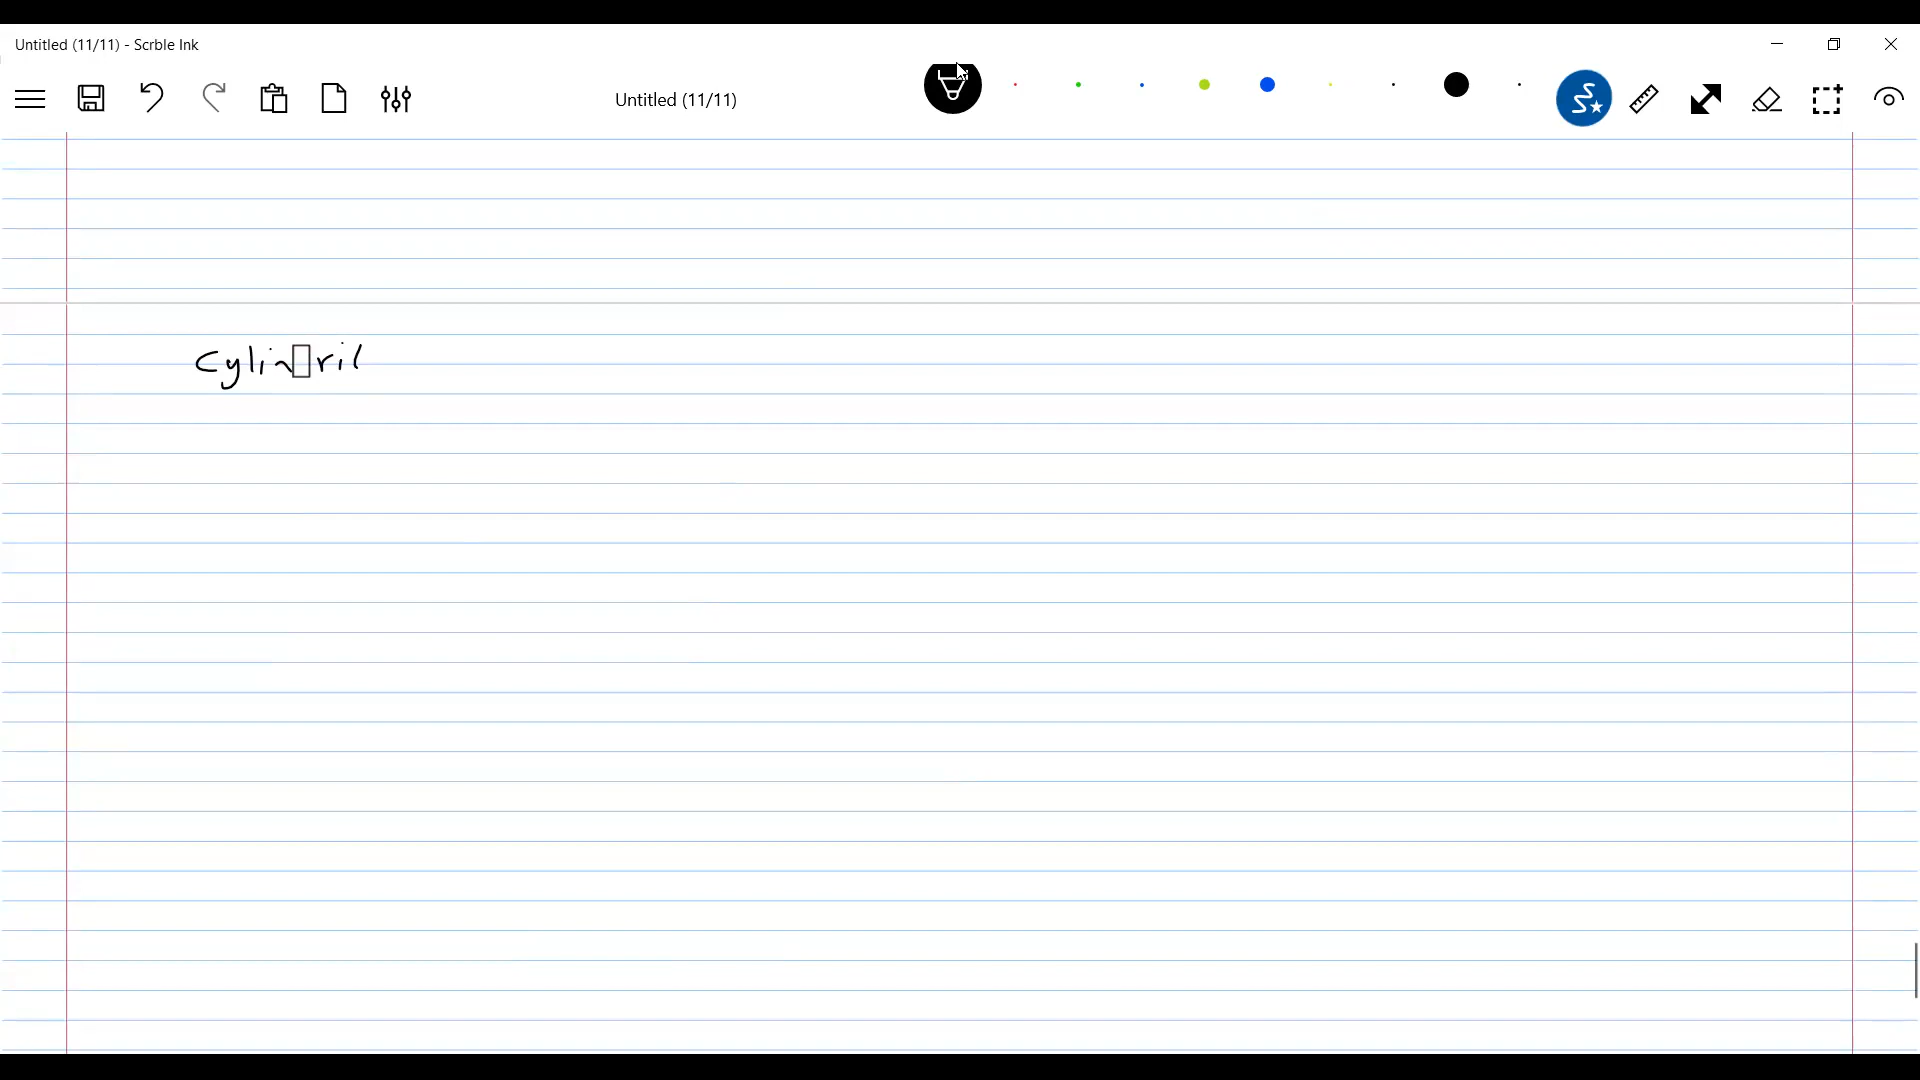 Untitled (11/11) - Scrble Ink
Untitled (11/11)
Cylin▯ril